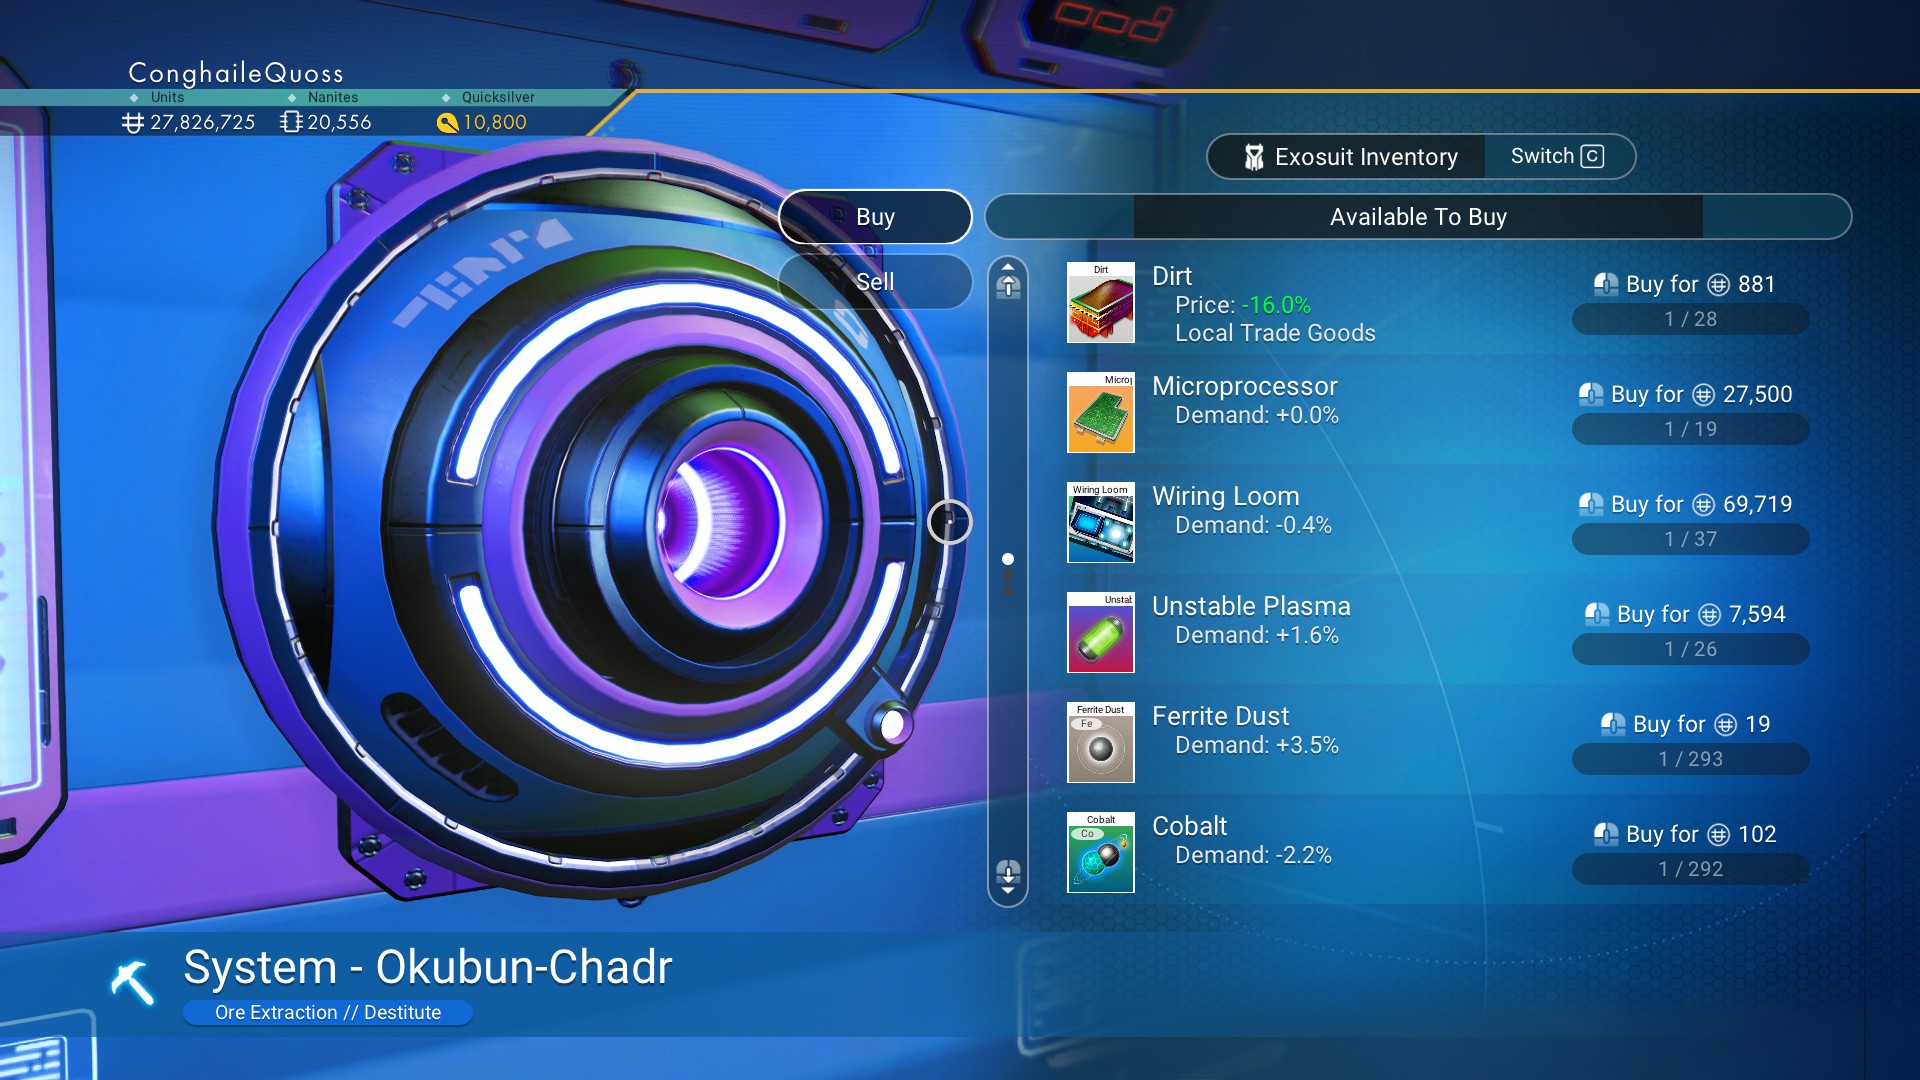 ConghaileQuoss
Units Nanites Quicksilver
27,826,725 20,556 10,800
Exosuit Inventory Switch C
Buy
Available To Buy
Sell
Dirt
Dirt
Price: -16.0%
Local Trade Goods
Buy for 881
1 / 28
Microp
Microprocessor
Demand: +0.0%
Buy for 27,500
1 / 19
Wiring Loom
Wiring Loom
Demand: -0.4%
Buy for 69,719
1 / 37
Unstab
Unstable Plasma
Demand: +1.6%
Buy for 7,594
1 / 26
Ferrite Dust
Fe
Ferrite Dust
Demand: +3.5%
Buy for 19
1 / 293
Cobalt
Co
Cobalt
Demand: -2.2%
Buy for 102
1 / 292
System - Okubun-Chadr
Ore Extraction // Destitute